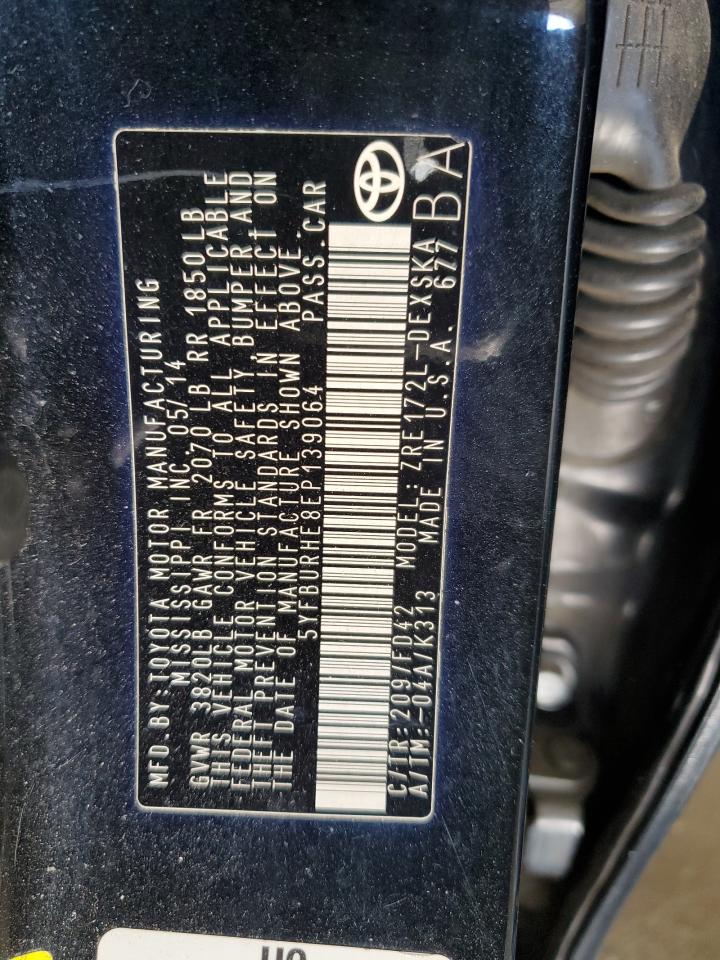 MFD.BY:TOYOTA MOTOR MANUFACTURING
MISSISSIPPI INC. 05/14
GVWR 3820LB GAWR FR 2070 LB RR 1850LB
THIS VEHICLE CONFORMS TO ALL APPLICABLE
FEDERAL MOTOR VEHICLE SAFETY, BUMPER, AND
THEFT PREVENTION STANDARDS IN EFFECT ON
THE DATE OF MANUFACTURE SHOWN ABOVE.
5YFBURHE8EP139064 PASS.CAR
C/TR:209/FD42 MODEL:ZRE172L-DEXSKA
A/TM:-04A/K313 MADE IN U.S.A. 677
BA